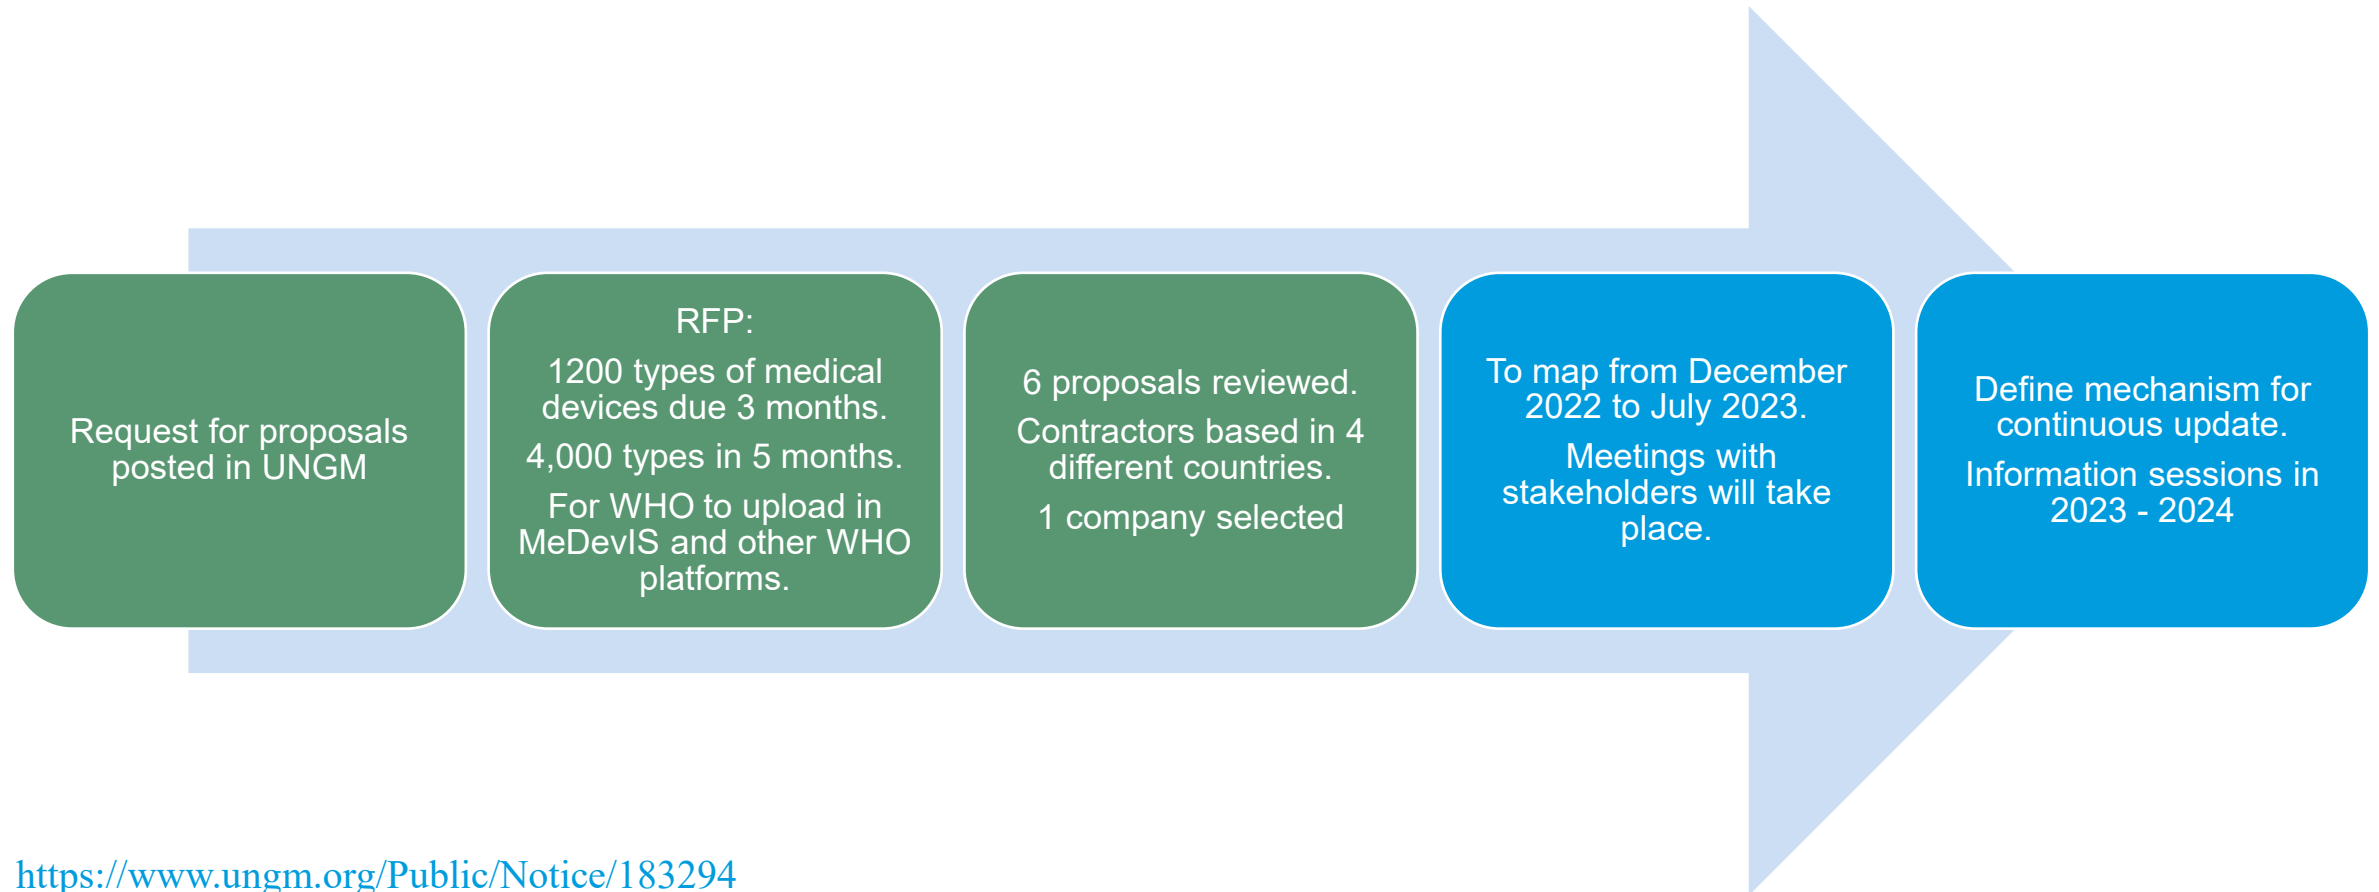 Request for proposals
posted in UNGM
RFP:
1200 types of medical
devices due 3 months.
4,000 types in 5 months.
For WHO to upload in
MeDevIS and other WHO
platforms.
6 proposals reviewed.
Contractors based in 4
different countries.
1 company selected
To map from December
2022 to July 2023.
Meetings with
stakeholders will take
place.
Define mechanism for
continuous update.
Information sessions in
2023 - 2024
https://www.ungm.org/Public/Notice/183294